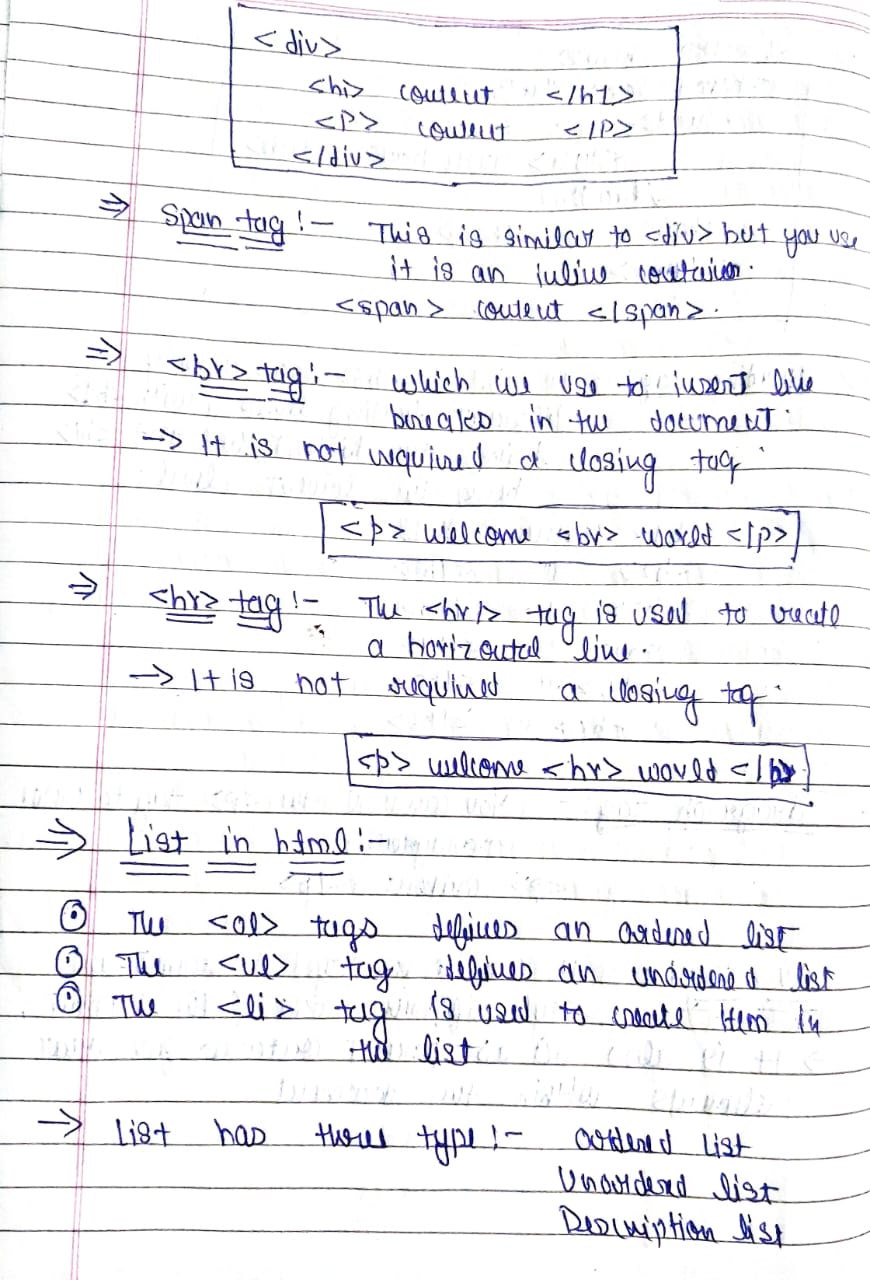 <div>
<h1> content </h1>
<p> content </p>
</div>
⇒ Span tag :- This is similar to <div> but you use
it is an inline container.
<span> content </span>.
⇒ <br> tag :- which we use to insert line
breaks in the document.
→ It is not required a closing tag.
<p> welcome <br> world </p>
⇒ <hr> tag :- The <hr/> tag is used to create
a horizontal line.
→ It is not required a closing tag.
<p> welcome <hr> world </p>
⇒ List in html :-
The <ol> tags defines an ordered list
The <ul> tag defines an unordered list
The <li> tag is used to create item in
the list.
→ List has three type :- ordered List
Unordered list
Description list